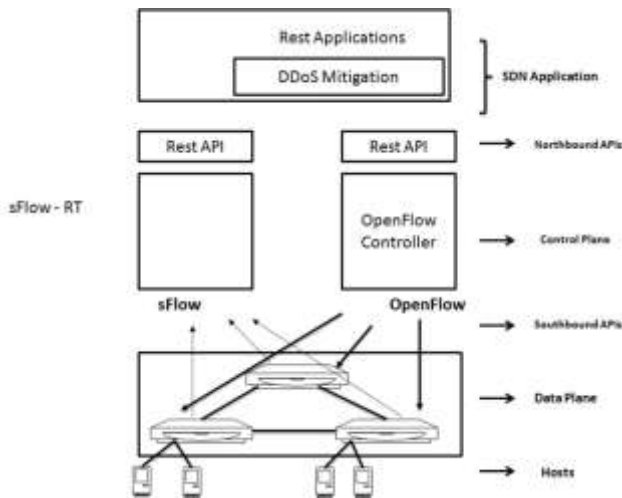 Rest Applications
DDoS Mitigation
SDN Application
Rest API
Rest API
Northbound APIs
sFlow - RT
OpenFlow
Controller
Control Plane
sFlow
OpenFlow
Southbound APIs
Data Plane
Hosts